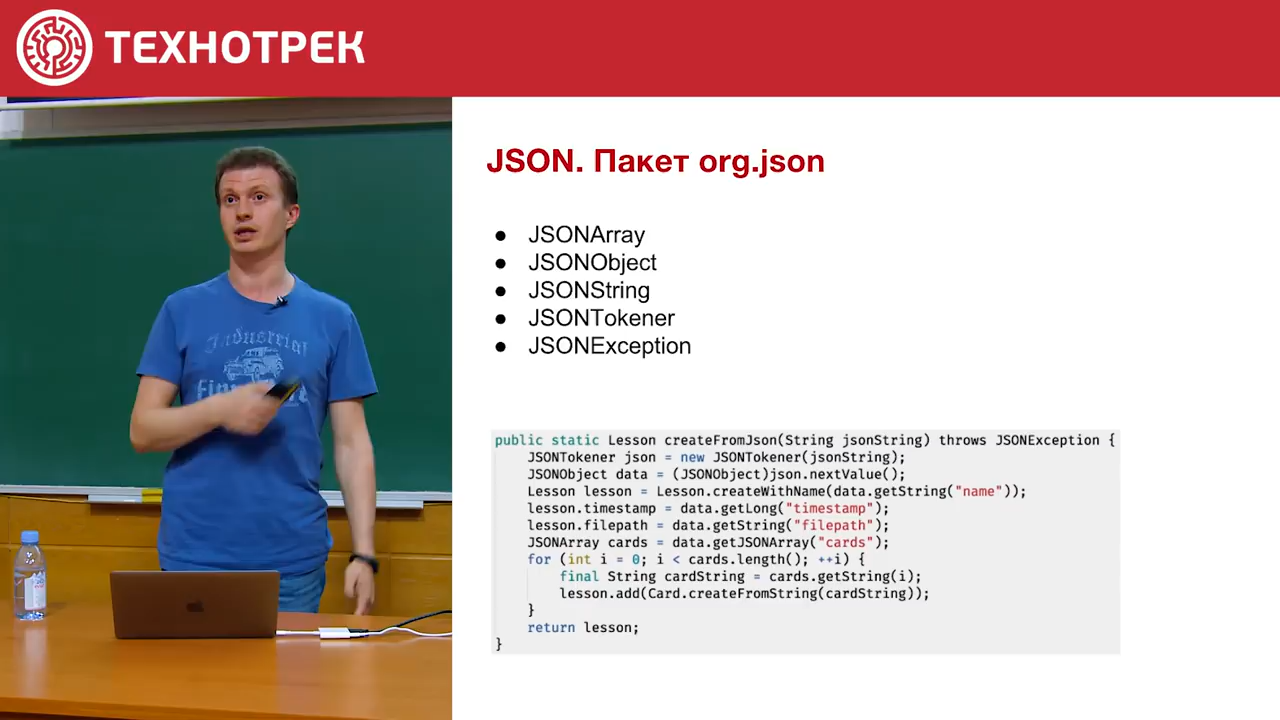 ТЕХНОТРЕК
JSON. Пакет org.json
● JSONArray
● JSONObject
● JSONString
● JSONTokener
● JSONException
Industrial
public static Lesson createFromJson(String jsonString) throws JSONException {
JSONTokener json = new JSONTokener(jsonString);
JSONObject data = (JSONObject)json.nextValue();
Lesson lesson = Lesson.createWithName(data.getString("name"));
lesson.timestamp = data.getLong("timestamp");
lesson.filepath = data.getString("filepath");
JSONArray cards = data.getJSONArray("cards");
for (int i = 0; i < cards.length(); ++i) {
final String cardString = cards.getString(i);
lesson.add(Card.createFromString(cardString));
}
return lesson;
}